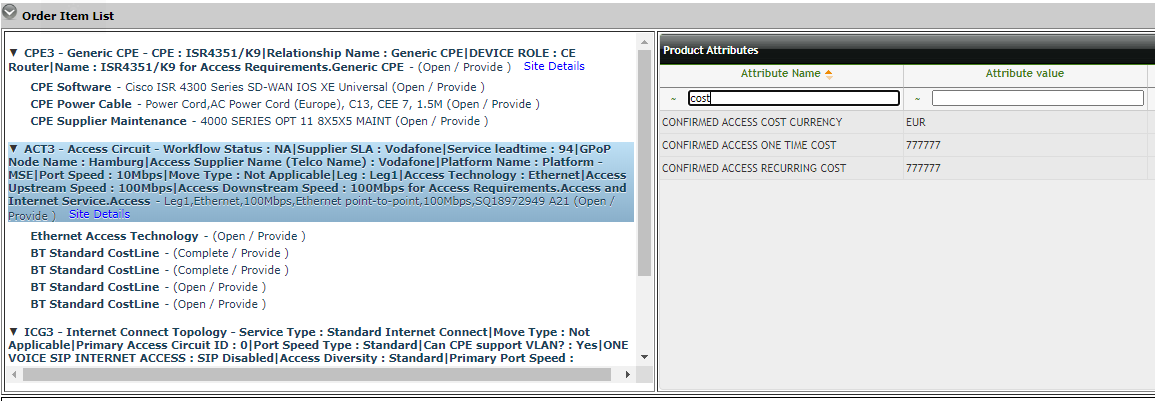 Order Item List
▼ CPE3 - Generic CPE - CPE : ISR4351/K9|Relationship Name : Generic CPE|DEVICE ROLE : CE
Router|Name : ISR4351/K9 for Access Requirements.Generic CPE - (Open / Provide ) Site Details
CPE Software - Cisco ISR 4300 Series SD-WAN IOS XE Universal (Open / Provide )
CPE Power Cable - Power Cord,AC Power Cord (Europe), C13, CEE 7, 1.5M (Open / Provide )
CPE Supplier Maintenance - 4000 SERIES OPT 11 8X5X5 MAINT (Open / Provide )
▼ ACT3 - Access Circuit - Workflow Status : NA|Supplier SLA : Vodafone|Service leadtime : 94|GPoP
Node Name : Hamburg|Access Supplier Name (Telco Name) : Vodafone|Platform Name : Platform -
MSE|Port Speed : 10Mbps|Move Type : Not Applicable|Leg : Leg1|Access Technology : Ethernet|Access
Upstream Speed : 100Mbps|Access Downstream Speed : 100Mbps for Access Requirements.Access and
Internet Service.Access - Leg1,Ethernet,100Mbps,Ethernet point-to-point,100Mbps,SQ18972949 A21 (Open /
Provide ) Site Details
Ethernet Access Technology - (Open / Provide )
BT Standard CostLine - (Complete / Provide )
BT Standard CostLine - (Complete / Provide )
BT Standard CostLine - (Open / Provide )
BT Standard CostLine - (Open / Provide )
▼ ICG3 - Internet Connect Topology - Service Type : Standard Internet Connect|Move Type : Not
Applicable|Primary Access Circuit ID : 0|Port Speed Type : Standard|Can CPE support VLAN? : Yes|ONE
VOICE SIP INTERNET ACCESS : SIP Disabled|Access Diversity : Standard|Primary Port Speed :
Product Attributes
Attribute Name Attribute value
~ cost ~
CONFIRMED ACCESS COST CURRENCY EUR
CONFIRMED ACCESS ONE TIME COST 777777
CONFIRMED ACCESS RECURRING COST 777777